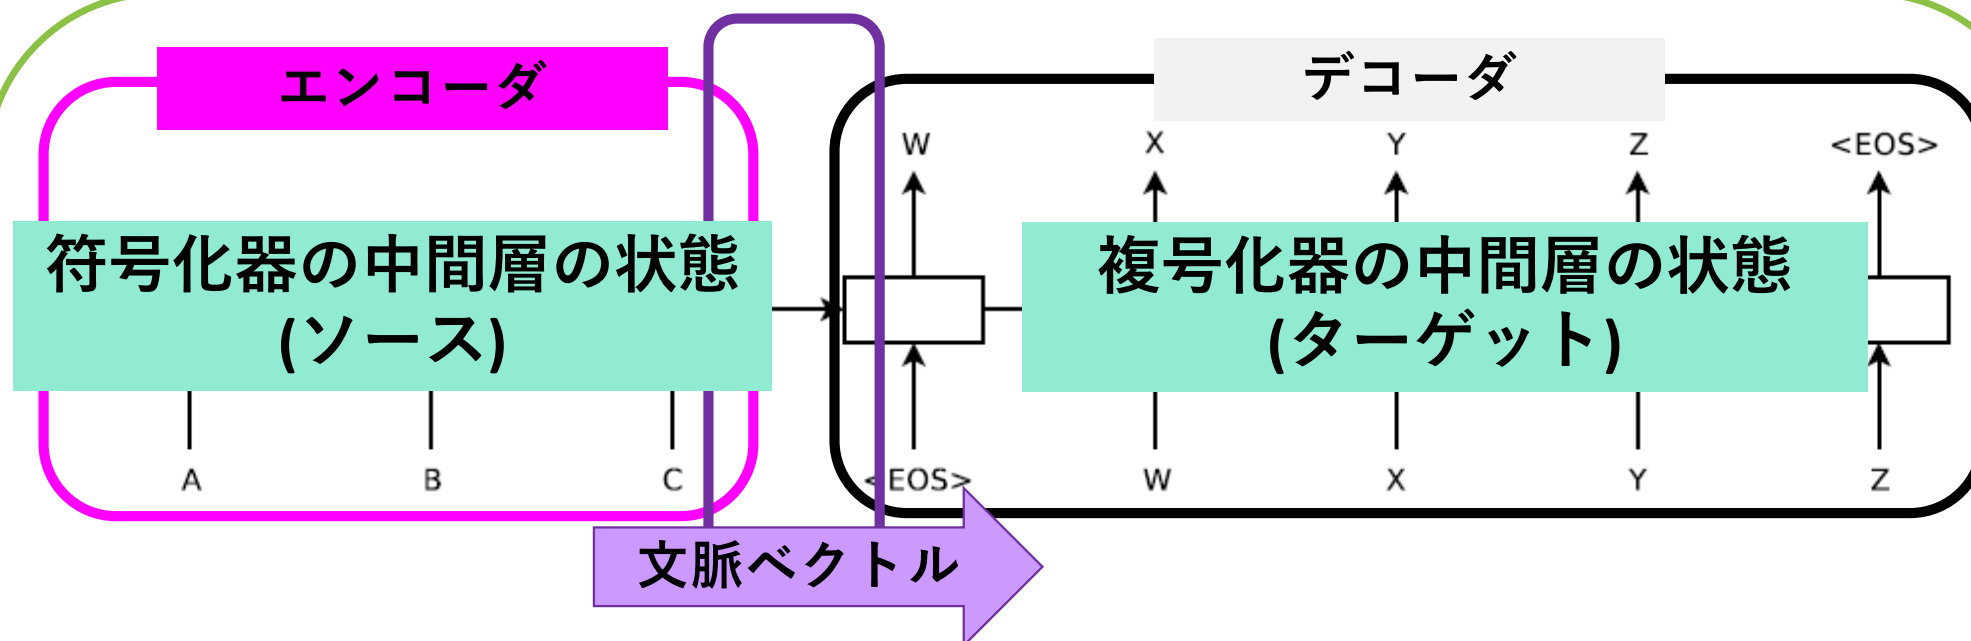 エンコーダ
デコーダ
W X Y Z <EOS>
符号化器の中間層の状態
(ソース)
複号化器の中間層の状態
(ターゲット)
A B C <EOS> W X Y Z
文脈ベクトル